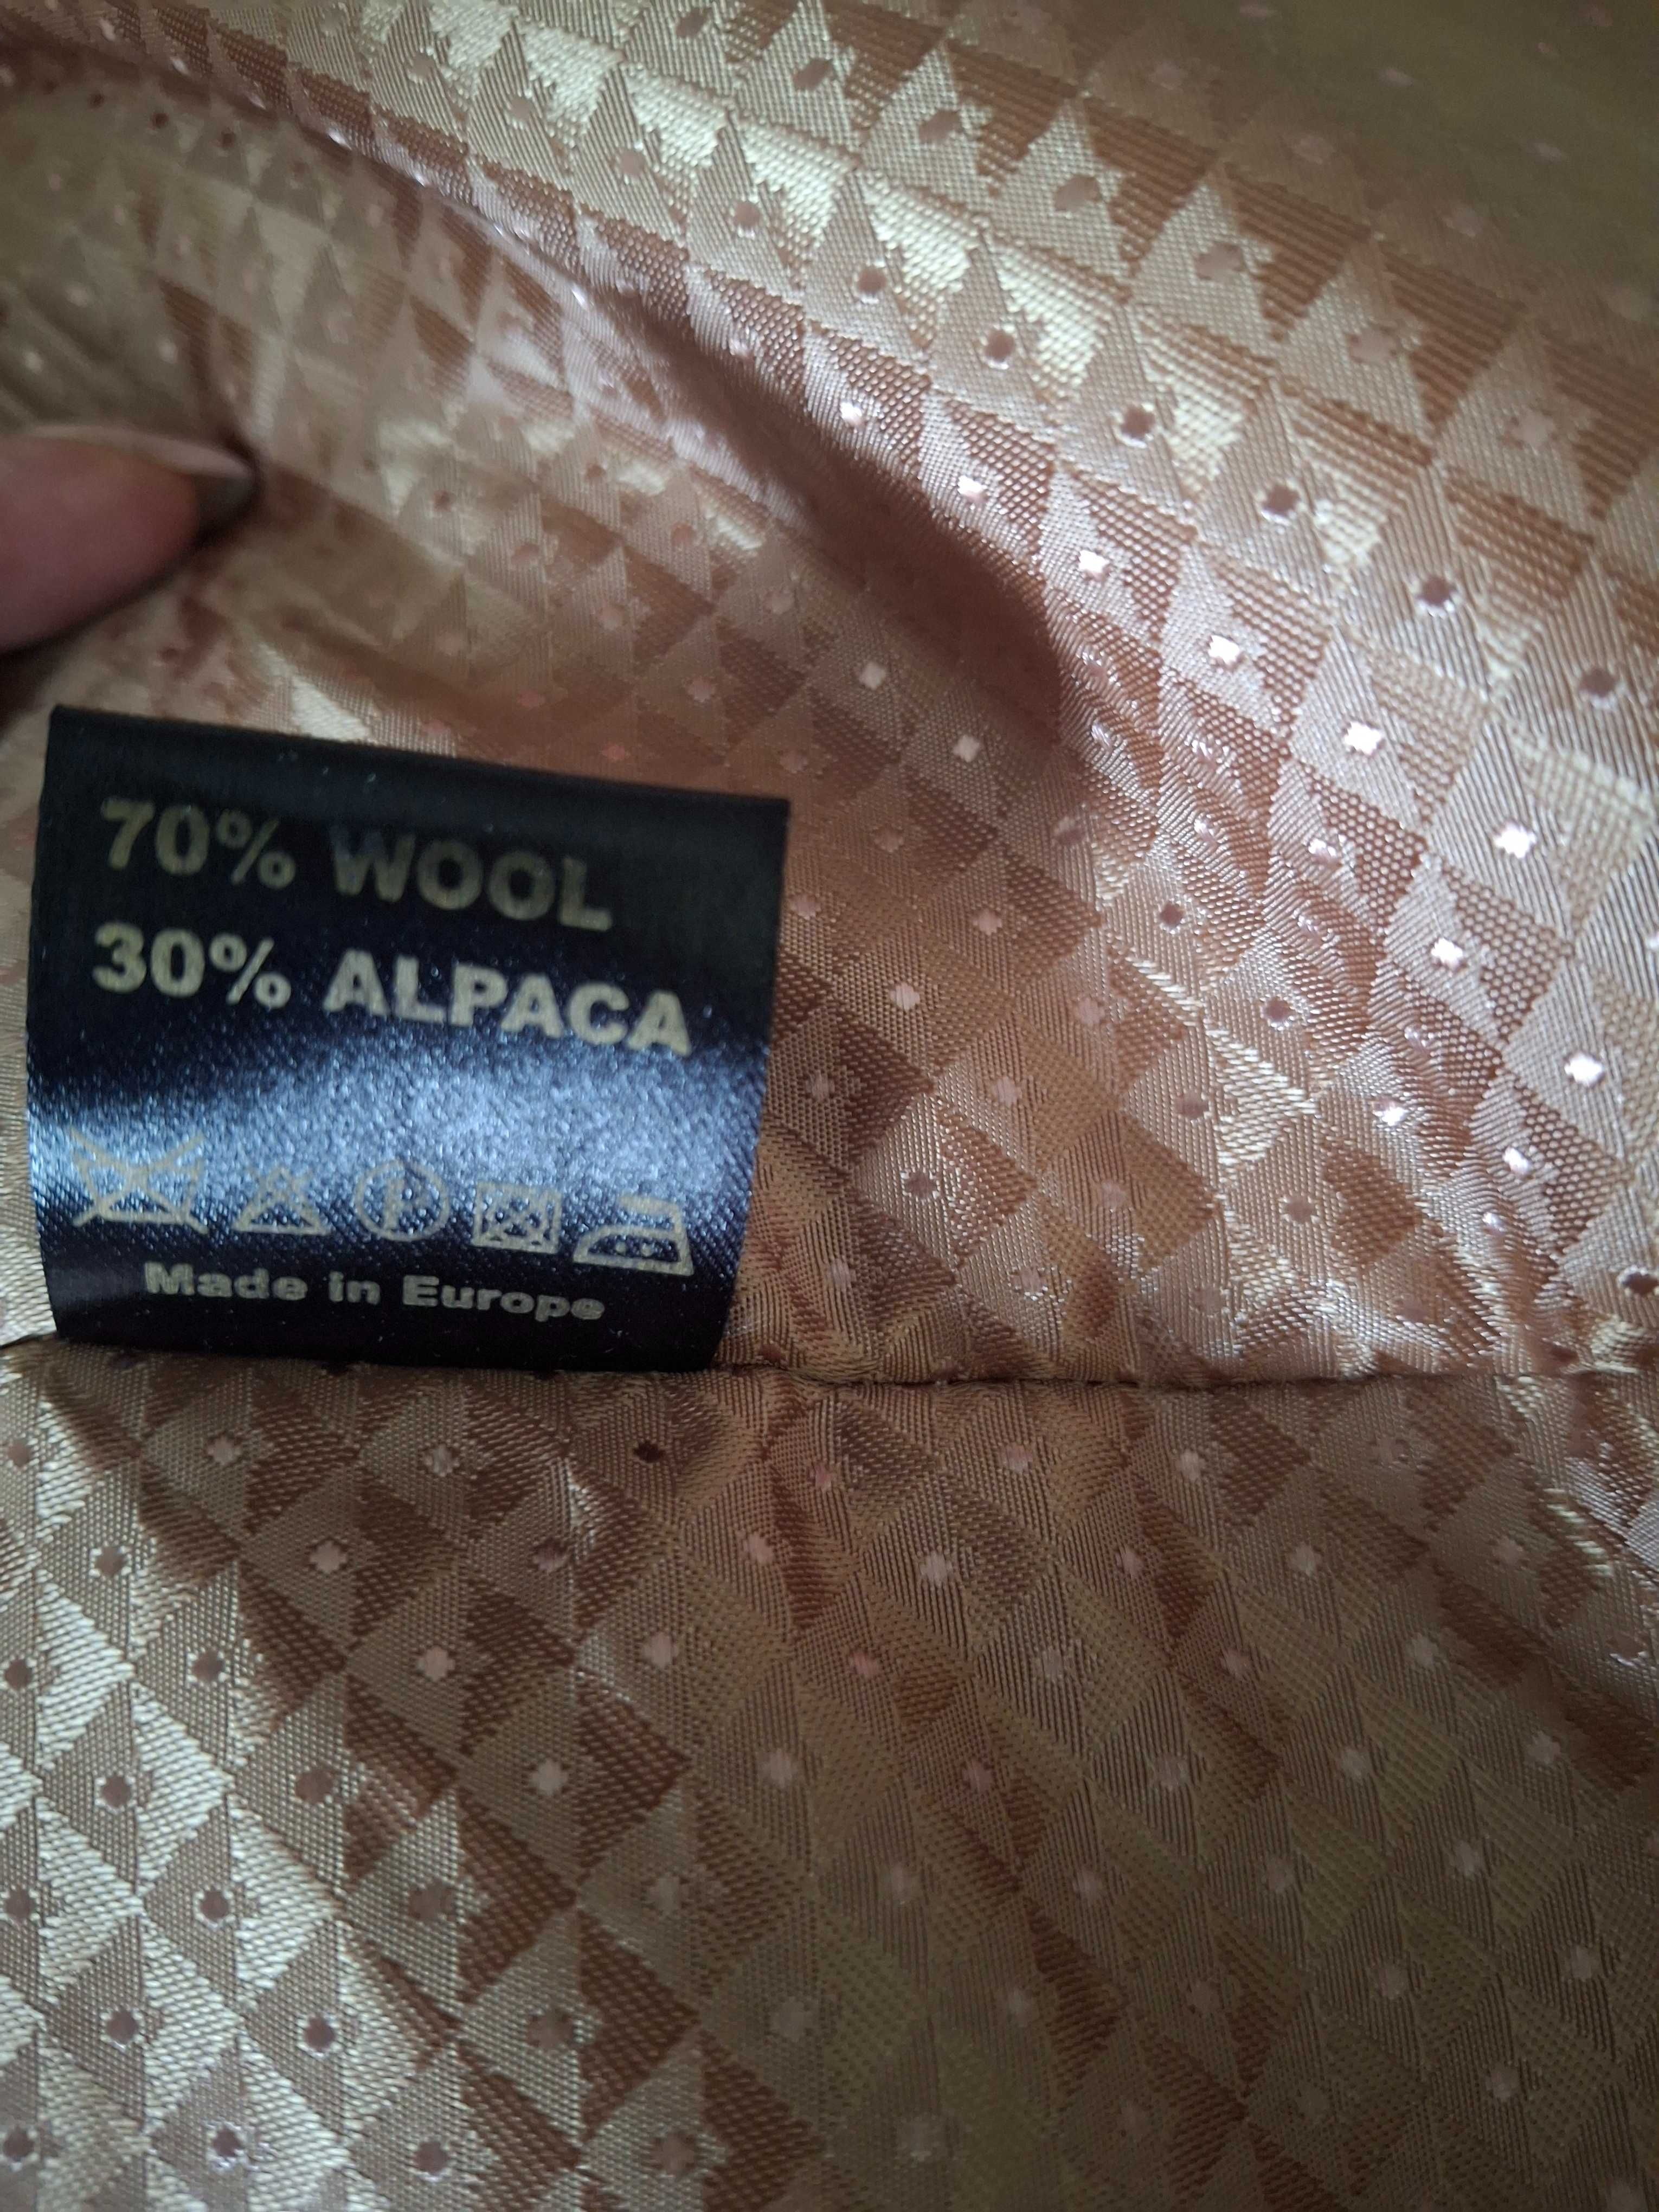 70% WOOL
30% ALPACA
P
Made in Europe